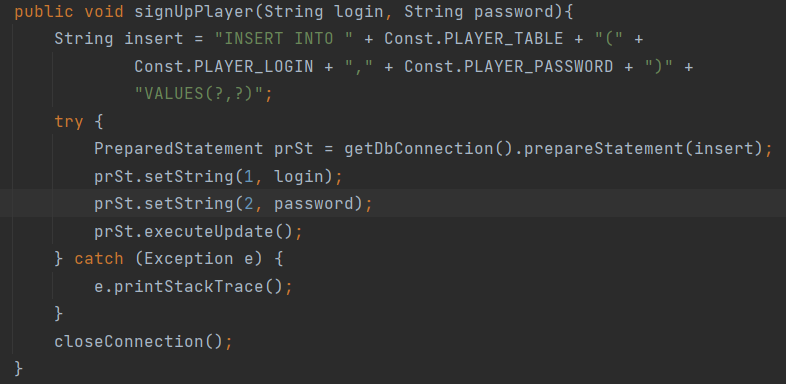 public void signUpPlayer(String login, String password){
String insert = "INSERT INTO " + Const.PLAYER_TABLE + "(" +
Const.PLAYER_LOGIN + "," + Const.PLAYER_PASSWORD + ")" +
"VALUES(?,?)";
try {
PreparedStatement prSt = getDbConnection().prepareStatement(insert);
prSt.setString(1, login);
prSt.setString(2, password);
prSt.executeUpdate();
} catch (Exception e) {
e.printStackTrace();
}
closeConnection();
}